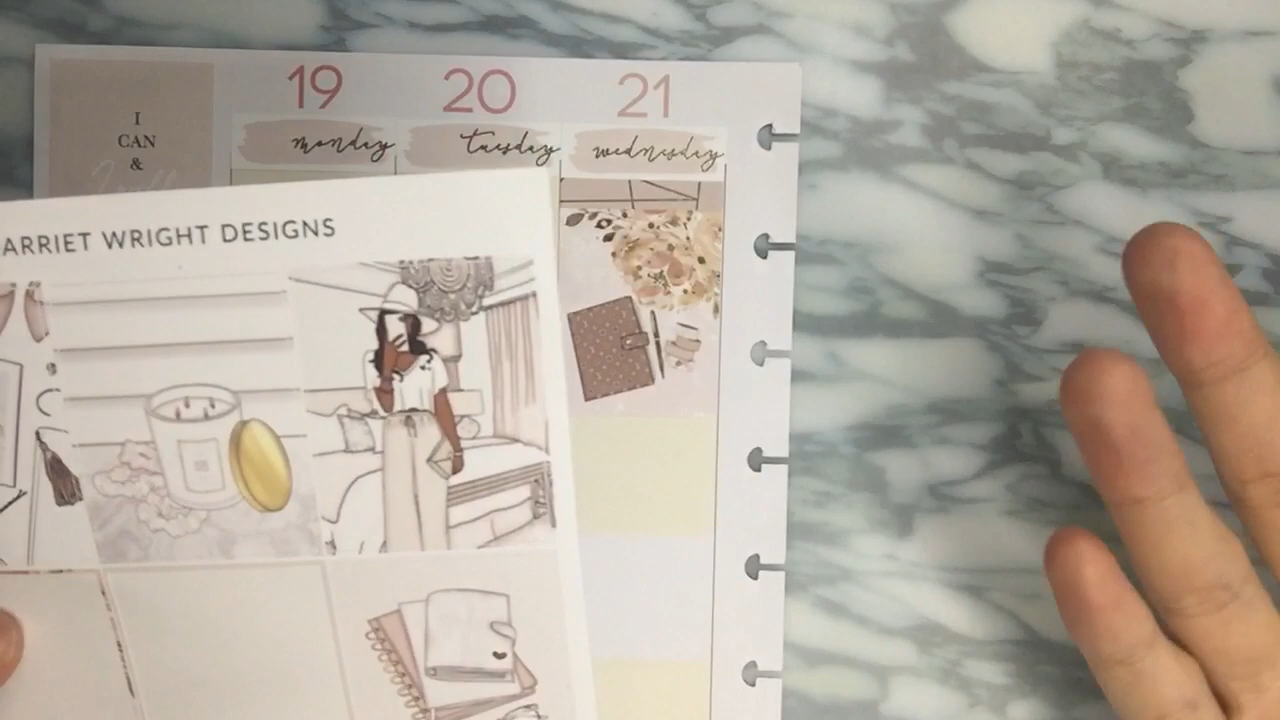 19 20 21
monday tuesday wednesday
I
CAN
&
ARRIET WRIGHT DESIGNS